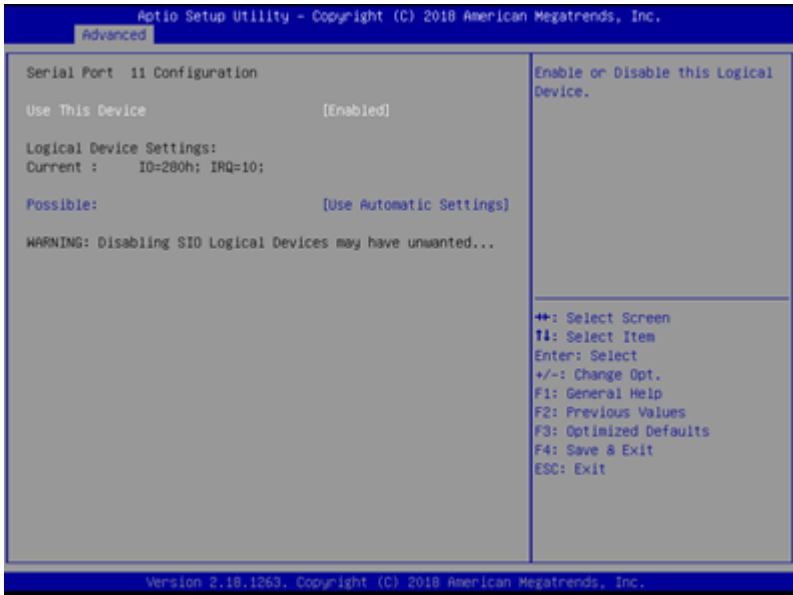 Aptio Setup Utility – Copyright (C) 2018 American Megatrends, Inc.
Advanced
Serial Port 11 Configuration
Use This Device [Enabled]
Logical Device Settings:
Current : IO=280h; IRQ=10;
Possible: [Use Automatic Settings]
WARNING: Disabling SIO Logical Devices may have unwanted...
Enable or Disable this Logical
Device.
→←: Select Screen
↑↓: Select Item
Enter: Select
+/-: Change Opt.
F1: General Help
F2: Previous Values
F3: Optimized Defaults
F4: Save & Exit
ESC: Exit
Version 2.18.1263. Copyright (C) 2018 American Megatrends, Inc.